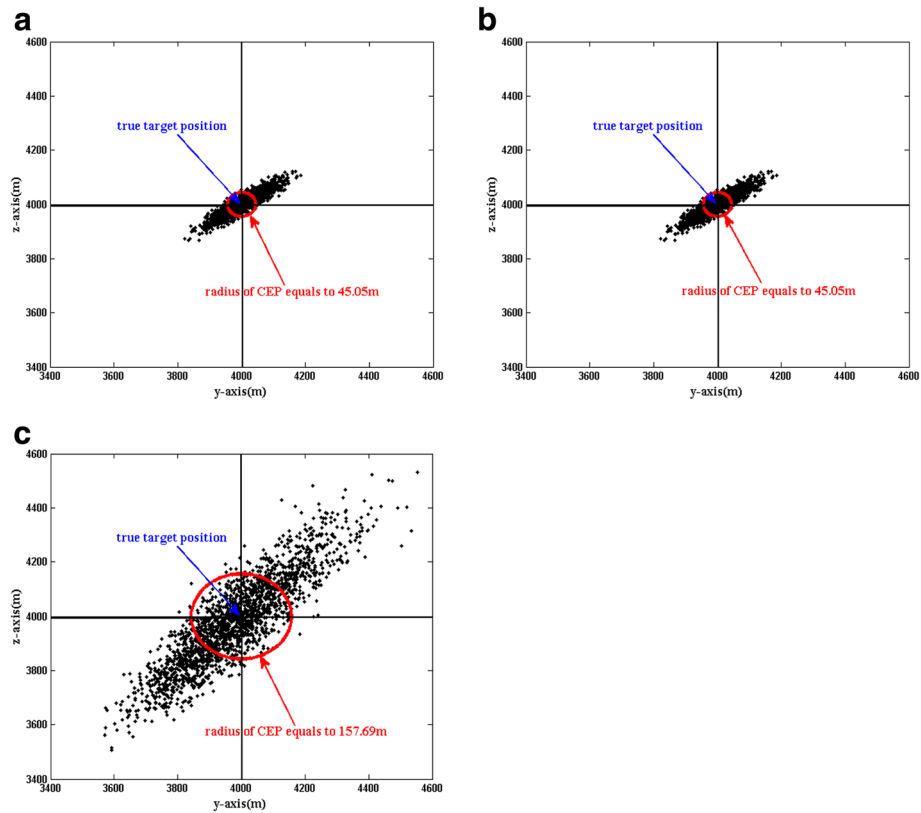 a
4600
4400
4200
4000
3800
3600
3400
z-axis(m)
true target position
radius of CEP equals to 45.05m
3400 3600 3800 4000 4200 4400 4600
y-axis(m)
b
4600
4400
4200
4000
3800
3600
3400
z-axis(m)
true target position
radius of CEP equals to 45.05m
3400 3600 3800 4000 4200 4400 4600
y-axis(m)
c
4600
4400
4200
4000
3800
3600
3400
z-axis(m)
true target position
radius of CEP equals to 157.69m
3400 3600 3800 4000 4200 4400 4600
y-axis(m)